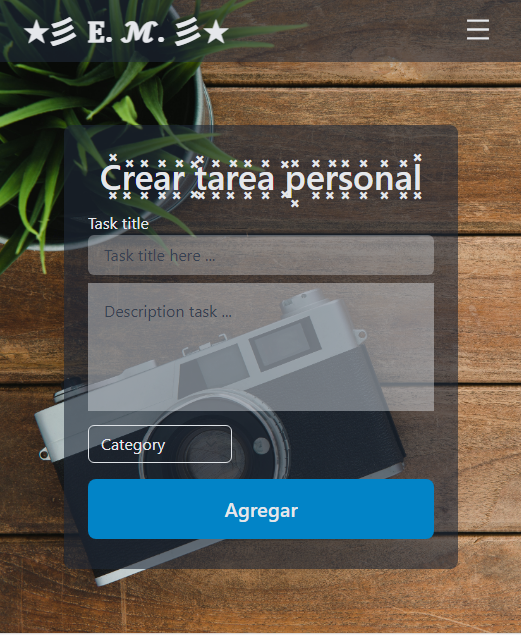 ★彡 E. M. 彡★
Crear tarea personal
Task title
Task title here ...
Description task ...
Category
Agregar